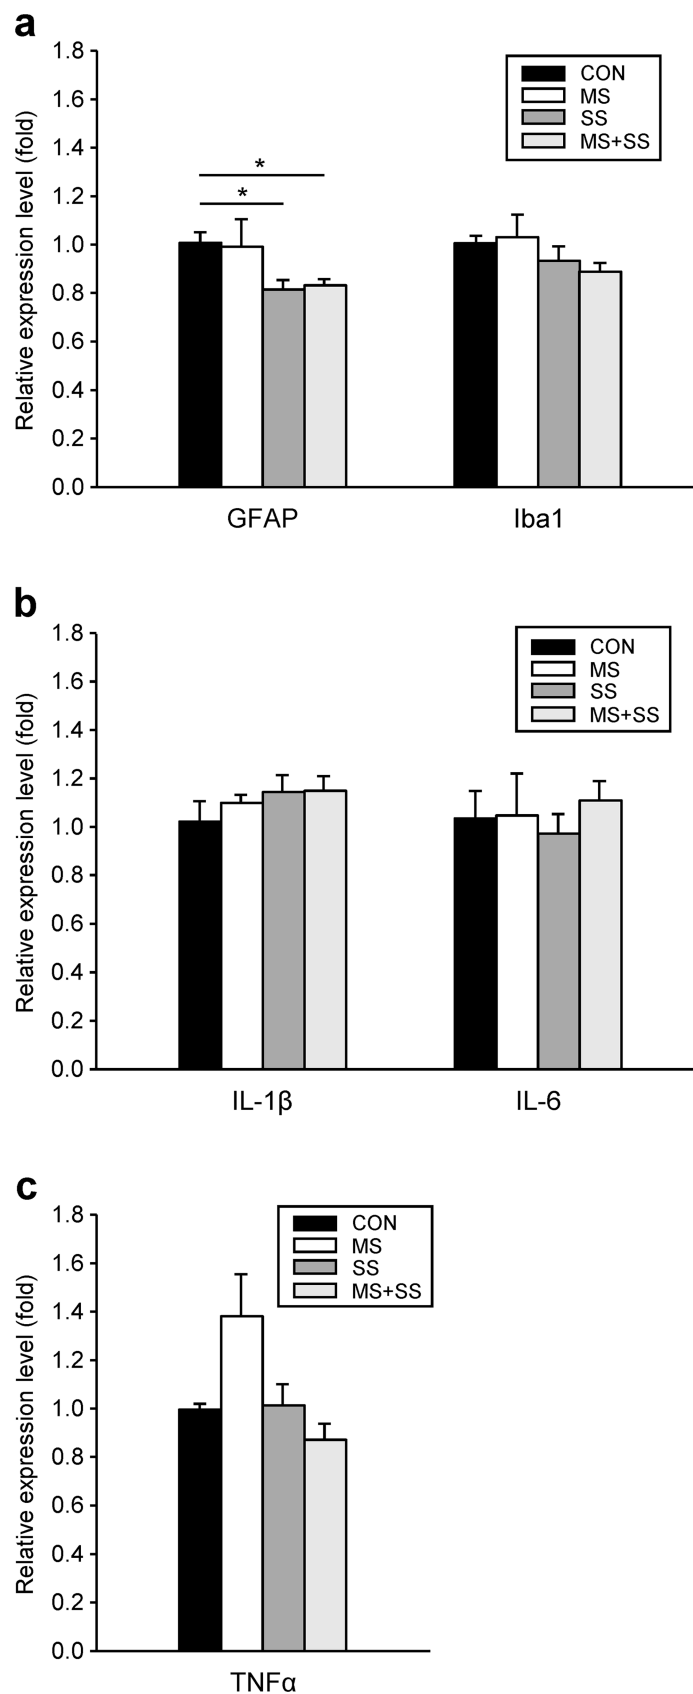 a
Relative expression level (fold)
1.8
1.6
1.4
1.2
1.0
0.8
0.6
0.4
0.2
0.0
CON
MS
SS
MS+SS
*
*
GFAP
Iba1
b
Relative expression level (fold)
1.8
1.6
1.4
1.2
1.0
0.8
0.6
0.4
0.2
0.0
CON
MS
SS
MS+SS
IL-1β
IL-6
c
Relative expression level (fold)
1.8
1.6
1.4
1.2
1.0
0.8
0.6
0.4
0.2
0.0
CON
MS
SS
MS+SS
TNFα